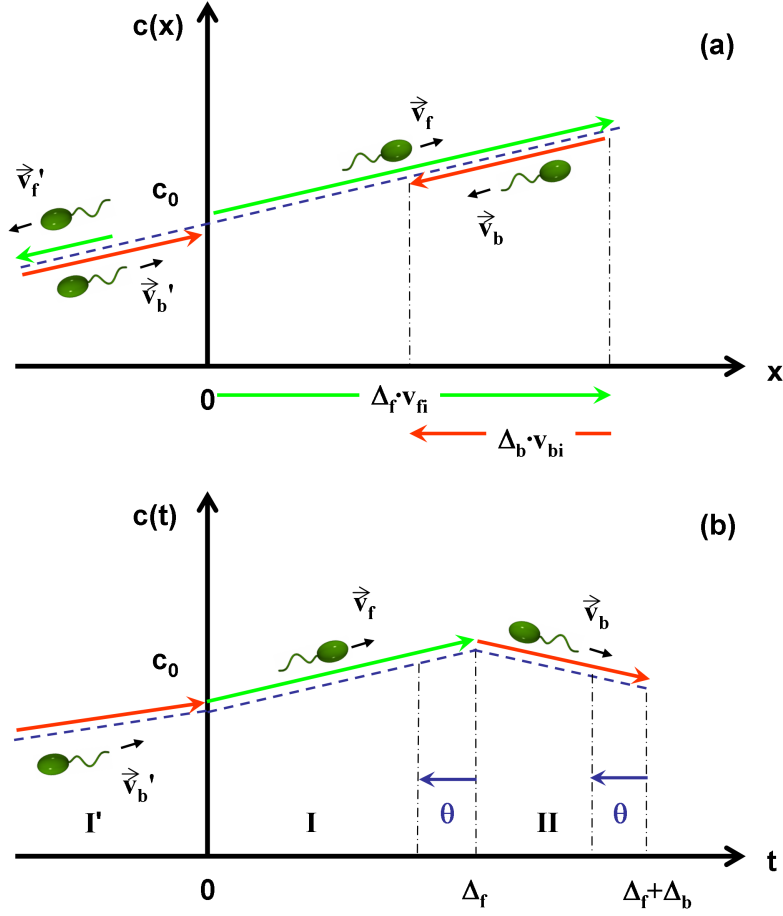 c(x)
(a)
v⃗f
v⃗f'
c0
v⃗b
v⃗b'
x
0
Δf·vfi
Δb·vbi
c(t)
(b)
v⃗f
v⃗b
c0
v⃗b'
I'
I
θ
II
θ
0
Δf
Δf+Δb
t